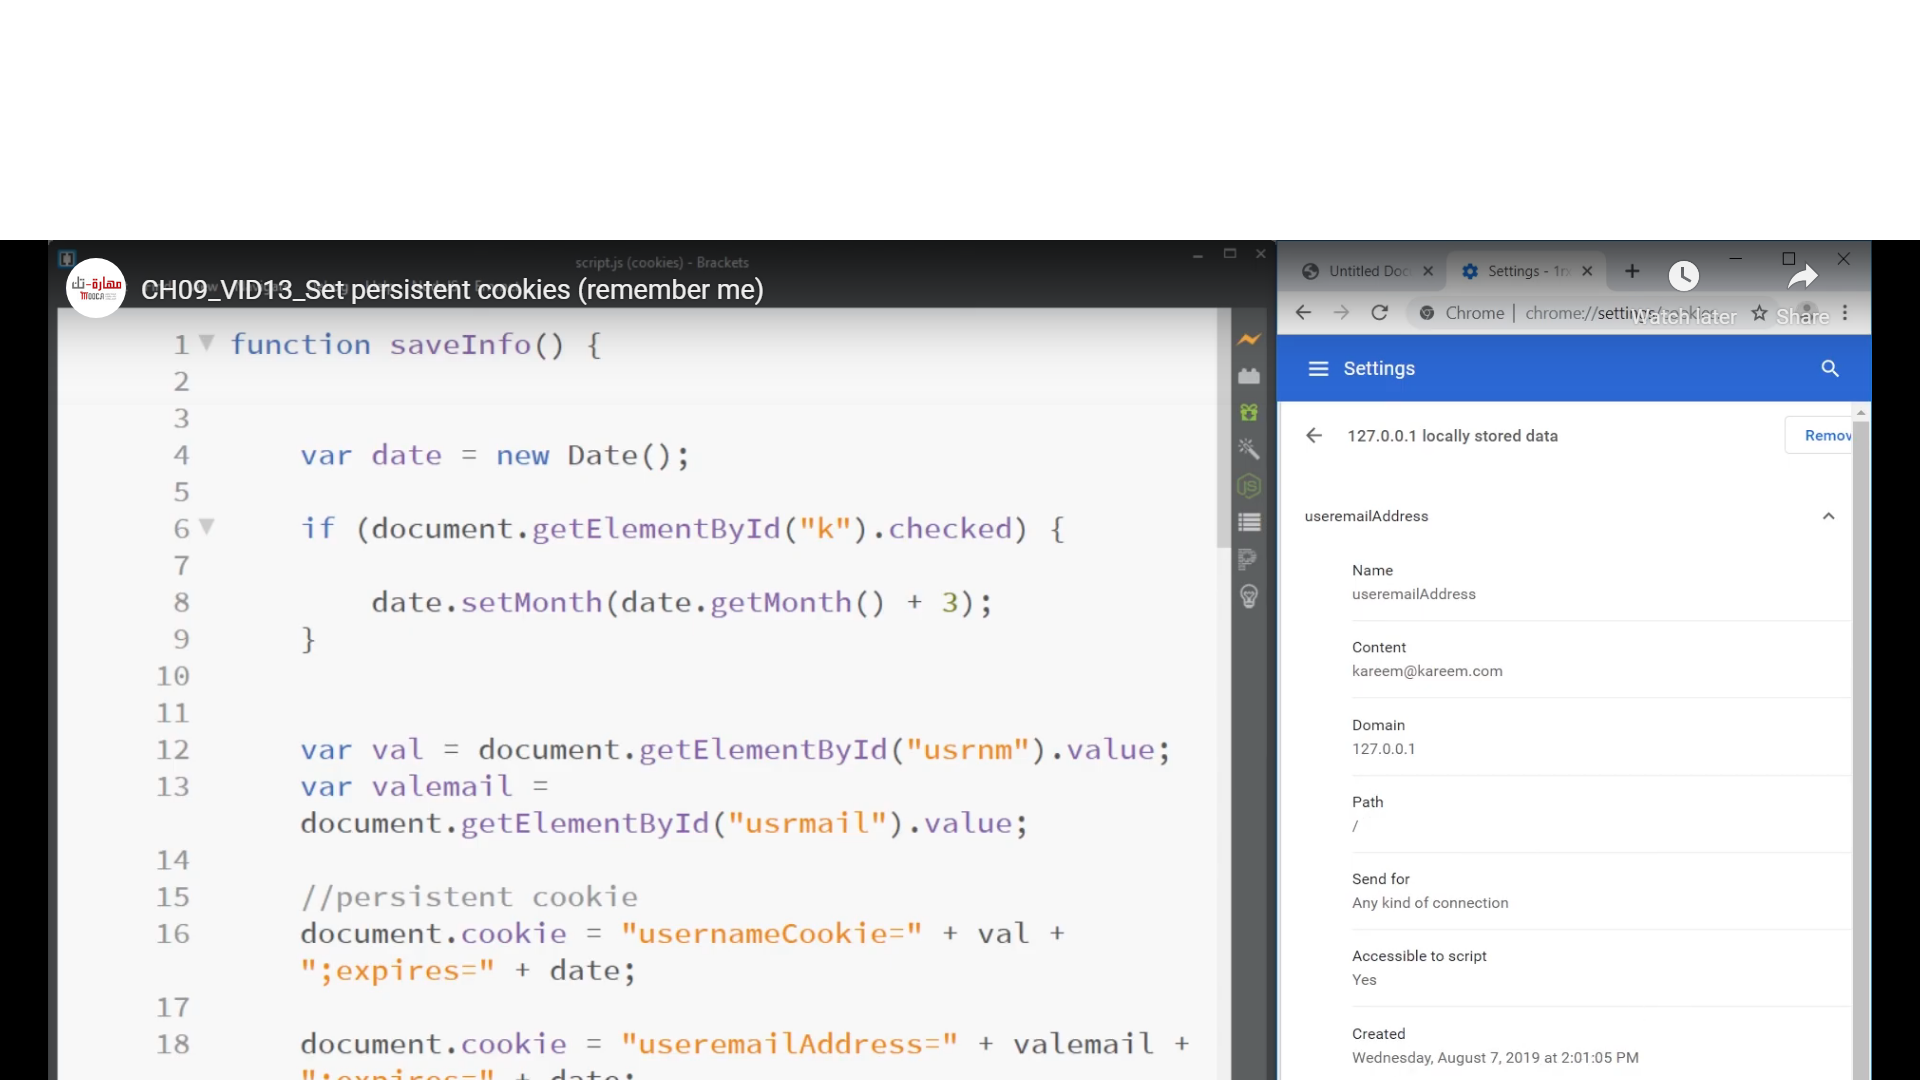 script.js (cookies) - Brackets
مهارة-تك
MOOCA
CH09_VID13_Set persistent cookies (remember me)
1 function saveInfo() {
2
3
4 var date = new Date();
5
6 if (document.getElementById("k").checked) {
7
8 date.setMonth(date.getMonth() + 3);
9 }
10
11
12 var val = document.getElementById("usrnm").value;
13 var valemail =
document.getElementById("usrmail").value;
14
15 //persistent cookie
16 document.cookie = "usernameCookie=" + val +
";expires=" + date;
17
18 document.cookie = "useremailAddress=" + valemail +
";expires=" + date;
Untitled Doc
Settings - 1
Chrome | chrome://settings
Watch later
Share
Settings
127.0.0.1 locally stored data
Remov
useremailAddress
Name
useremailAddress
Content
kareem@kareem.com
Domain
127.0.0.1
Path
/
Send for
Any kind of connection
Accessible to script
Yes
Created
Wednesday, August 7, 2019 at 2:01:05 PM